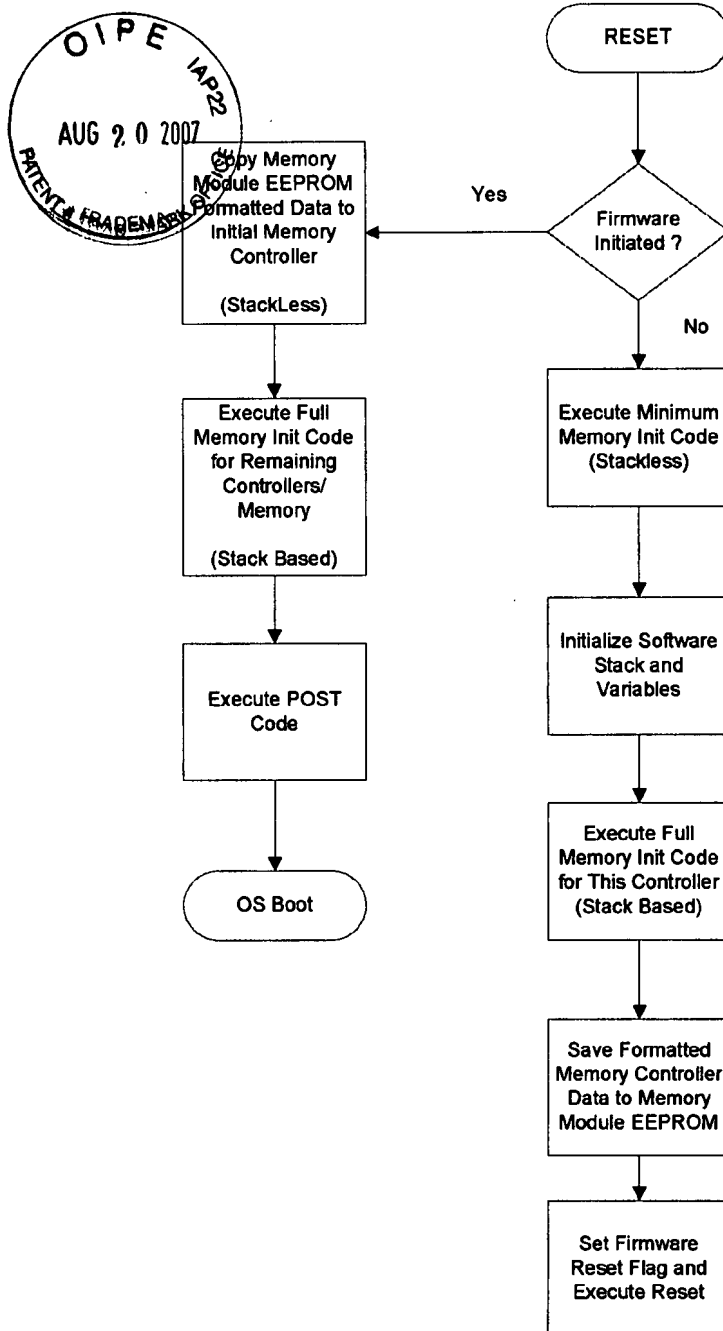 OIPE
IAP22
AUG 20 2007
PATENT & TRADEMARK OFFICE
RESET
Firmware
Initiated ?
Yes
No
Copy Memory
Module EEPROM
Formatted Data to
Initial Memory
Controller
(StackLess)
Execute Full
Memory Init Code
for Remaining
Controllers/
Memory
(Stack Based)
Execute POST
Code
OS Boot
Execute Minimum
Memory Init Code
(Stackless)
Initialize Software
Stack and
Variables
Execute Full
Memory Init Code
for This Controller
(Stack Based)
Save Formatted
Memory Controller
Data to Memory
Module EEPROM
Set Firmware
Reset Flag and
Execute Reset